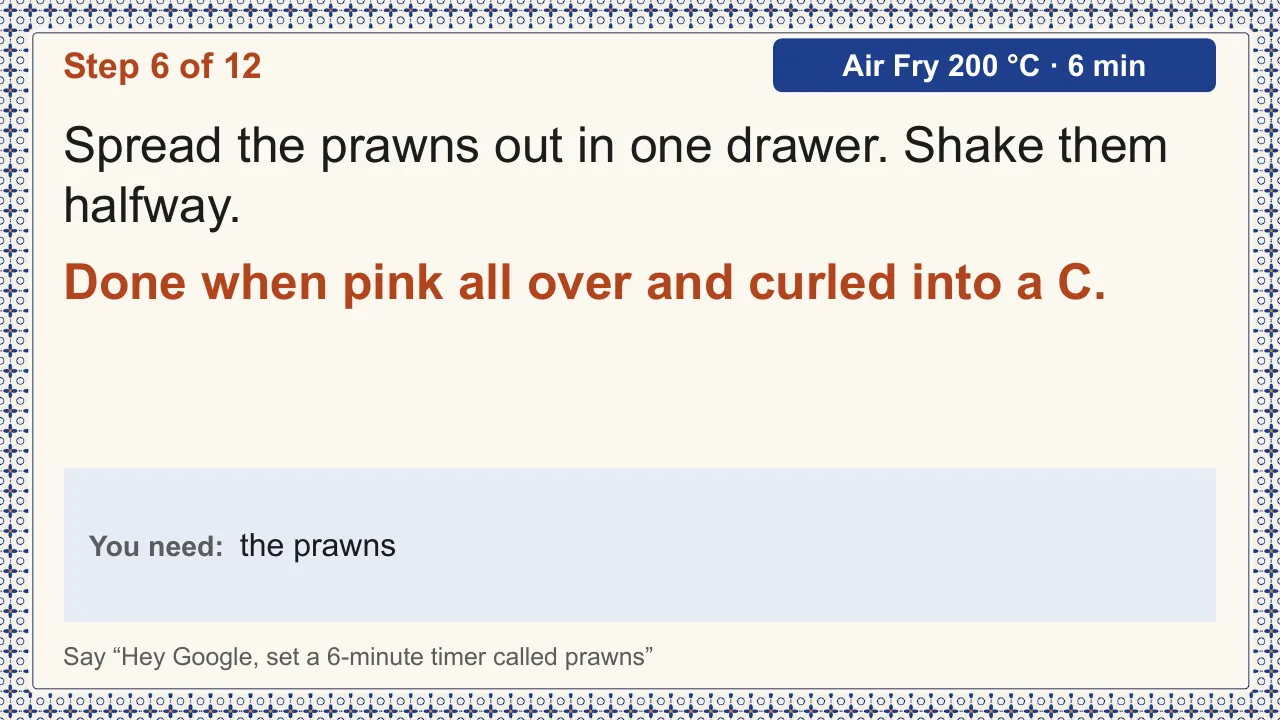 Step 6 of 12
Air Fry 200 °C · 6 min
Spread the prawns out in one drawer. Shake them
halfway.
Done when pink all over and curled into a C.
You need: the prawns
Say “Hey Google, set a 6-minute timer called prawns”